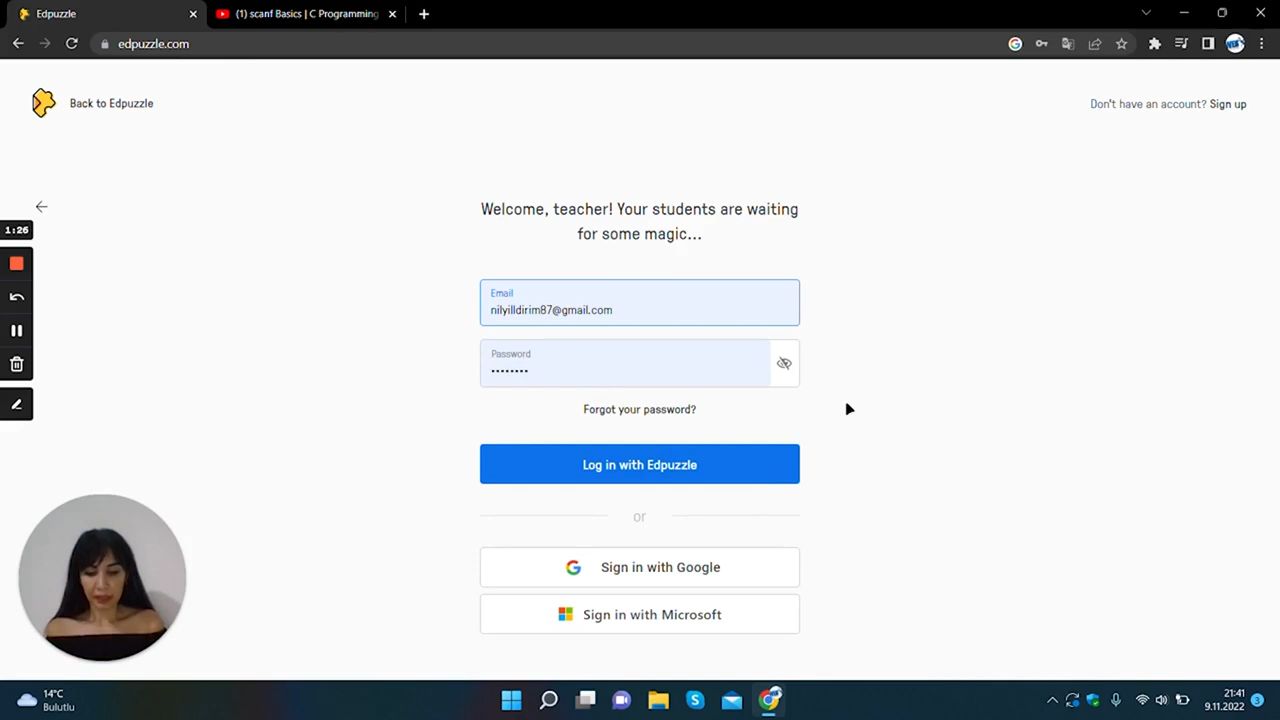 Edpuzzle
(1) scanf Basics | C Programming
edpuzzle.com
Back to Edpuzzle
Don't have an account? Sign up
1:26
Welcome, teacher! Your students are waiting
for some magic...
Email
nilyilldirim87@gmail.com
Password
••••••••
Forgot your password?
Log in with Edpuzzle
or
Sign in with Google
Sign in with Microsoft
14°C
Bulutlu
21:41
9.11.2022
3